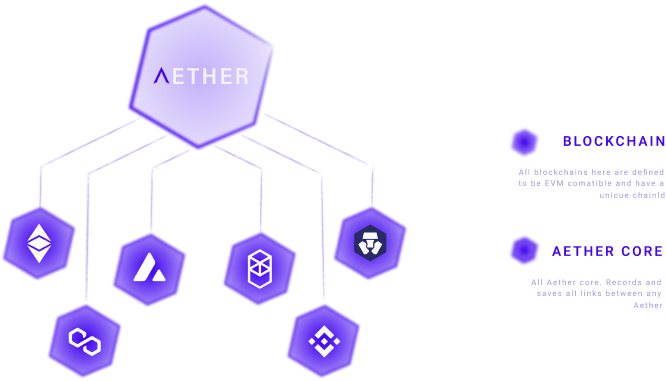 ΛETHER
BLOCKCHAIN
All blockchains here are defined
to be EVM comatible and have a
unicue chainId
AETHER CORE
All Aether core. Records and
saves all links between any
Aether